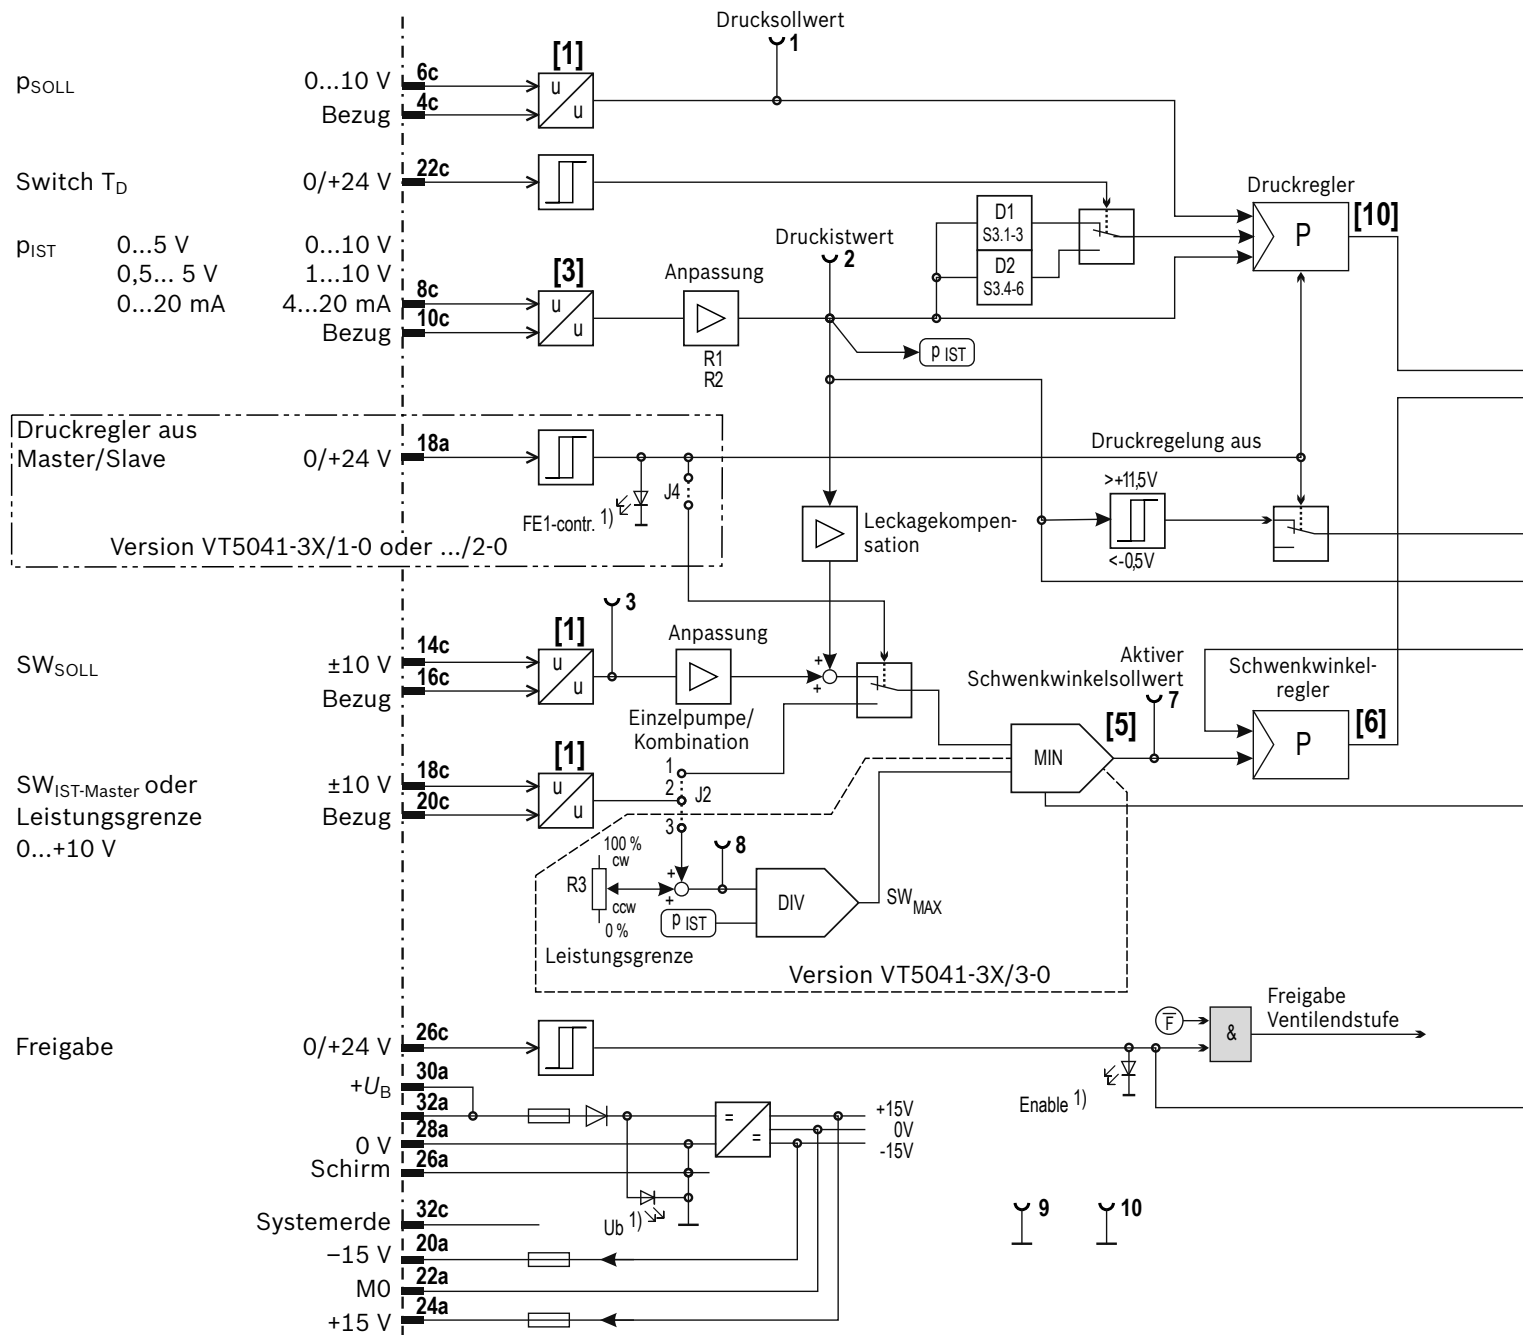 Drucksollwert
1
[1]
pSOLL 0...10 V 6c
u
u
Bezug 4c
Switch TD 0/+24 V 22c
Druckregler
P
[10]
D1
S3.1-3
D2
S3.4-6
Druckistwert
2
pIST 0...5 V 0...10 V
0,5... 5 V 1...10 V
0...20 mA 4...20 mA 8c
Bezug 10c
[3]
u
u
Anpassung
R1
R2
p IST
Druckregler aus
Master/Slave 0/+24 V 18a
J4
FE1-contr. 1)
Version VT5041-3X/1-0 oder .../2-0
Druckregelung aus
>+11,5V
<-0,5V
Leckagekompen-
sation
3
[1]
SWSOLL ±10 V 14c
Bezug 16c
u
u
Anpassung
Einzelpumpe/
Kombination
+
+
Aktiver
Schwenkwinkelsollwert
7
Schwenkwinkel-
regler
P
[6]
[5]
MIN
[1]
SWIST-Master oder ±10 V 18c
Leistungsgrenze Bezug 20c
0...+10 V
u
u
1
2
3
J2
100 %
cw
R3
ccw
0 %
+
+
8
p IST
DIV
SWMAX
Leistungsgrenze
Version VT5041-3X/3-0
Freigabe 0/+24 V 26c
F
&
Freigabe
Ventilendstufe
Enable 1)
+UB 30a
32a
0 V 28a
Schirm 26a
=
=
+15V
0V
-15V
Ub 1)
Systemerde 32c
–15 V 20a
M0 22a
+15 V 24a
9
10